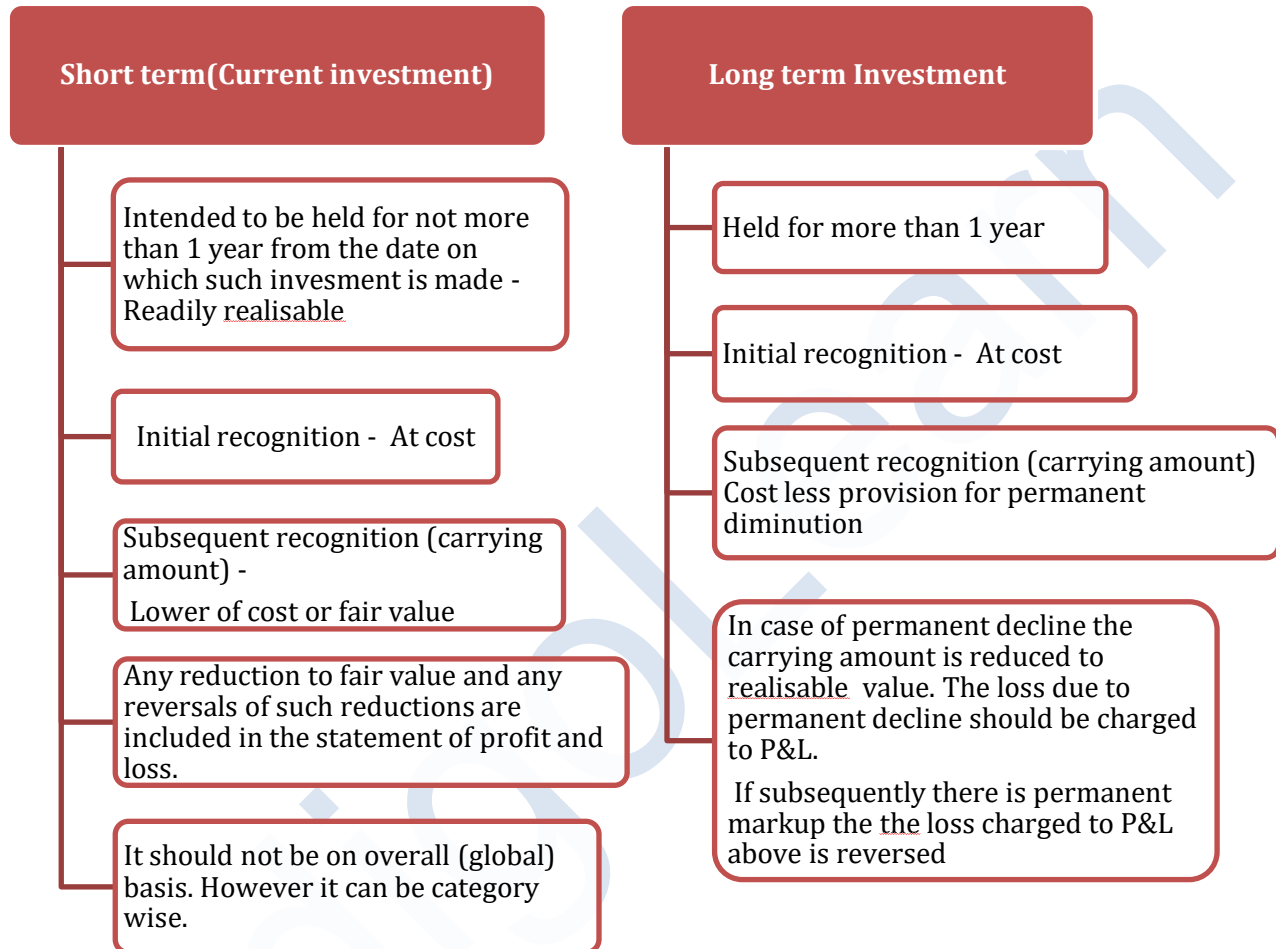 Short term(Current investment)
Intended to be held for not more
than 1 year from the date on
which such invesment is made -
Readily realisable
Initial recognition - At cost
Subsequent recognition (carrying
amount) -
Lower of cost or fair value
Any reduction to fair value and any
reversals of such reductions are
included in the statement of profit and
loss.
It should not be on overall (global)
basis. However it can be category
wise.
Long term Investment
Held for more than 1 year
Initial recognition - At cost
Subsequent recognition (carrying amount)
Cost less provision for permanent
diminution
In case of permanent decline the
carrying amount is reduced to
realisable value. The loss due to
permanent decline should be charged
to P&L.
If subsequently there is permanent
markup the the loss charged to P&L
above is reversed